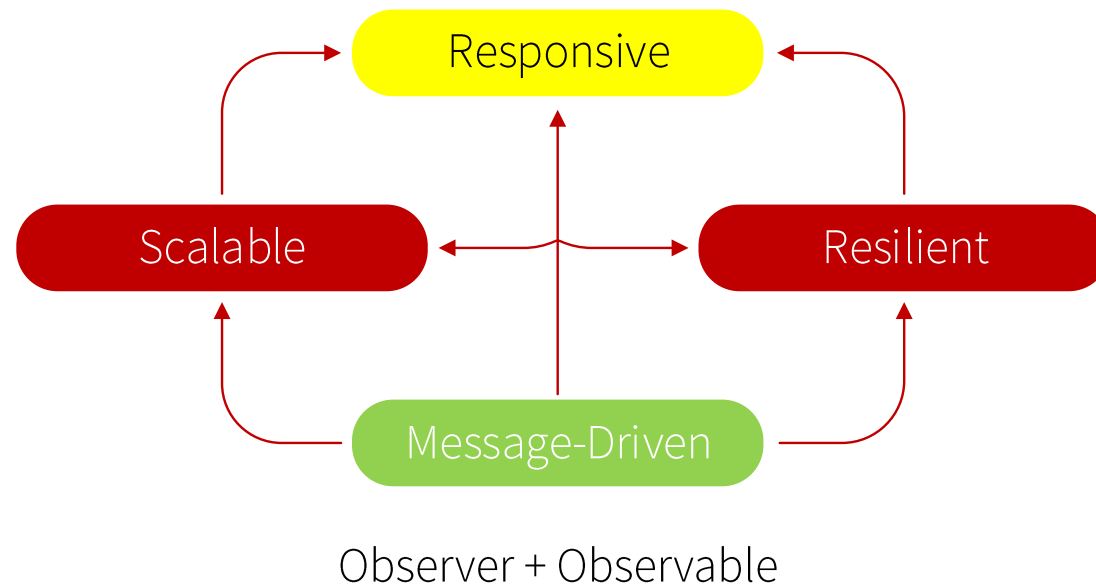 Responsive
Scalable
Resilient
Message-Driven
Observer + Observable